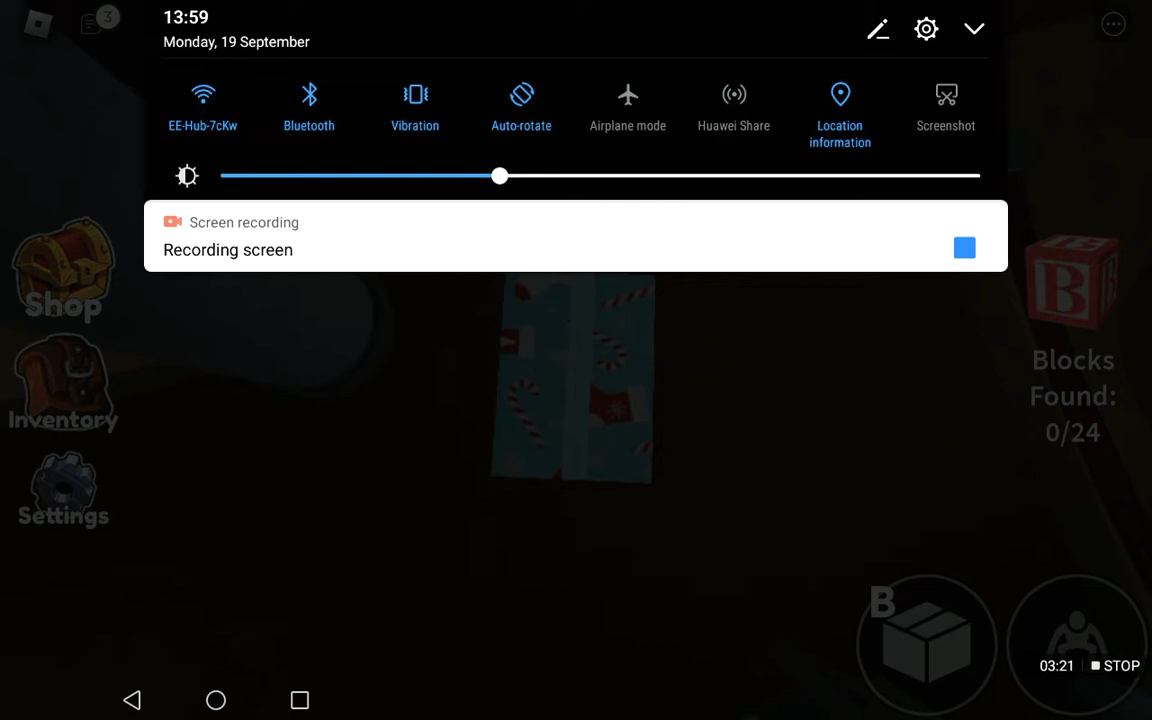 3
13:59
Monday, 19 September
EE-Hub-7cKw
Bluetooth
Vibration
Auto-rotate
Airplane mode
Huawei Share
Location
information
Screenshot
Screen recording
Recording screen
Shop
Inventory
Settings
B
Blocks
Found:
0/24
B
03:21
STOP